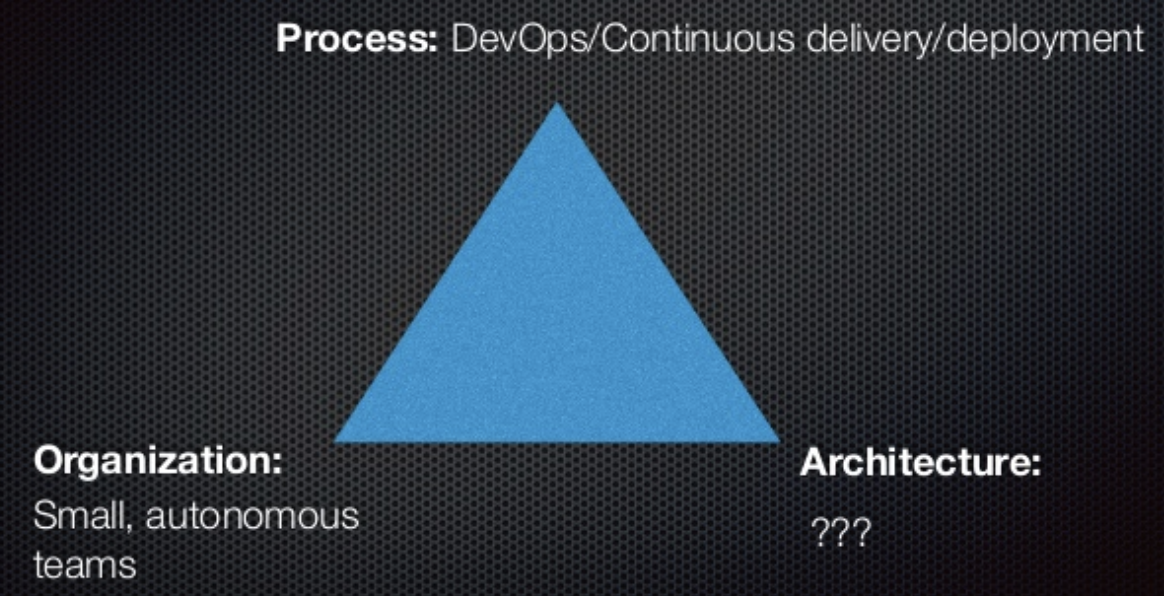 Process: DevOps/Continuous delivery/deployment
Organization:
Small, autonomous
teams
Architecture:
???